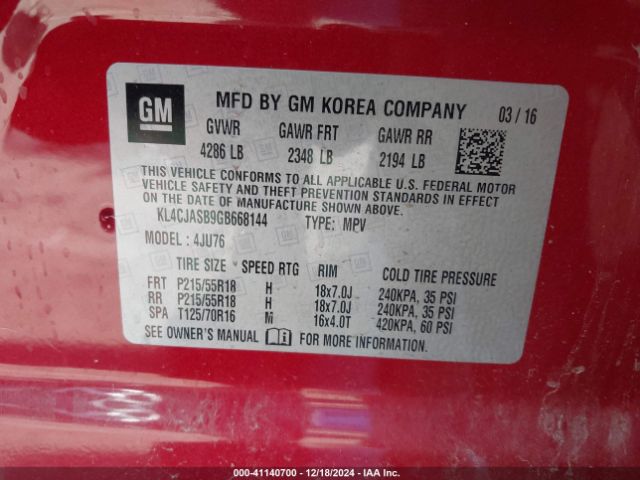 GM MFD BY GM KOREA COMPANY 03 / 16
GVWR GAWR FRT GAWR RR
4286 LB 2348 LB 2194 LB
THIS VEHICLE CONFORMS TO ALL APPLICABLE U.S. FEDERAL MOTOR
VEHICLE SAFETY AND THEFT PREVENTION STANDARDS IN EFFECT
ON THE DATE OF MANUFACTURE SHOWN ABOVE.
KL4CJASB9GB668144 TYPE: MPV
MODEL : 4JU76
TIRE SIZE SPEED RTG RIM COLD TIRE PRESSURE
FRT P215/55R18 H 18x7.0J 240KPA, 35 PSI
RR P215/55R18 H 18x7.0J 240KPA, 35 PSI
SPA T125/70R16 M 16x4.0T 420KPA, 60 PSI
SEE OWNER'S MANUAL FOR MORE INFORMATION.
000-41140700 - 12/18/2024 - IAA Inc.